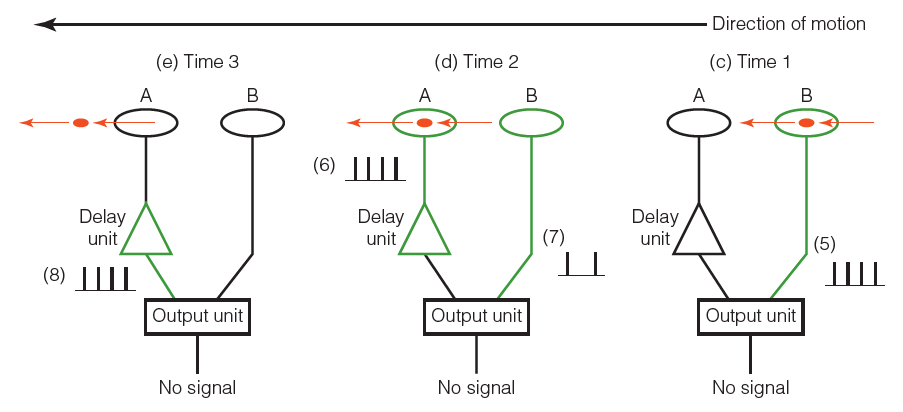 Direction of motion
(e) Time 3
(d) Time 2
(c) Time 1
A B
A B
A B
(6)
Delay
unit
(8)
Output unit
No signal
Delay
unit
(7)
Output unit
No signal
Delay
unit
(5)
Output unit
No signal